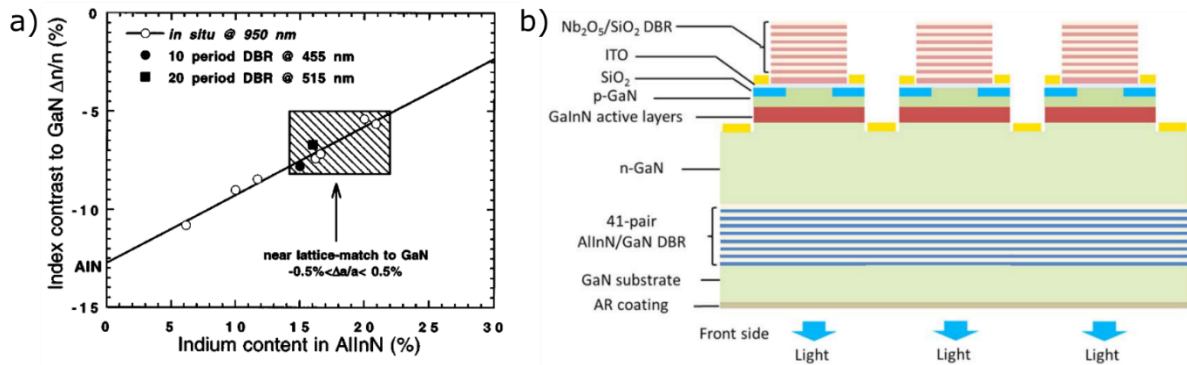 a)
Index contrast to GaN Δn/n (%)
0
-5
-10
AlN
-15
in situ @ 950 nm
10 period DBR @ 455 nm
20 period DBR @ 515 nm
near lattice-match to GaN
-0.5%<Δa/a< 0.5%
0 5 10 15 20 25 30
Indium content in AlInN (%)
b)
Nb₂O₅/SiO₂ DBR
ITO
SiO₂
p-GaN
GaInN active layers
n-GaN
41-pair
AlInN/GaN DBR
GaN substrate
AR coating
Front side
Light Light Light